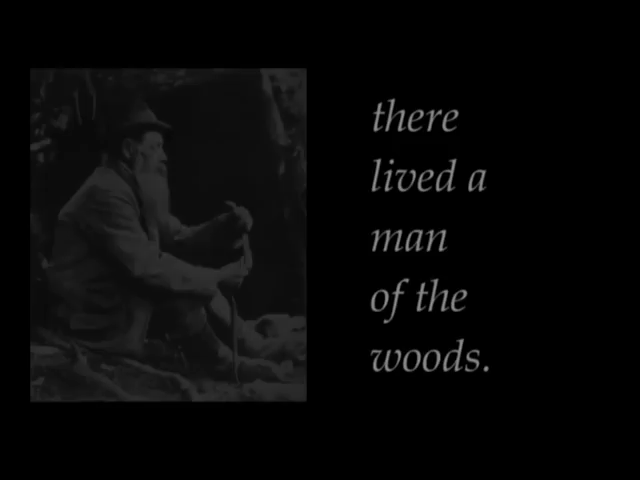 there
lived a
man
of the
woods.